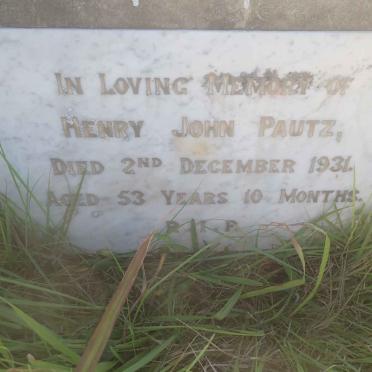 In Loving Memory of
Henry John Pautz,
Died 2nd December 1931.
Aged 53 Years 10 Months.
R.I.P.